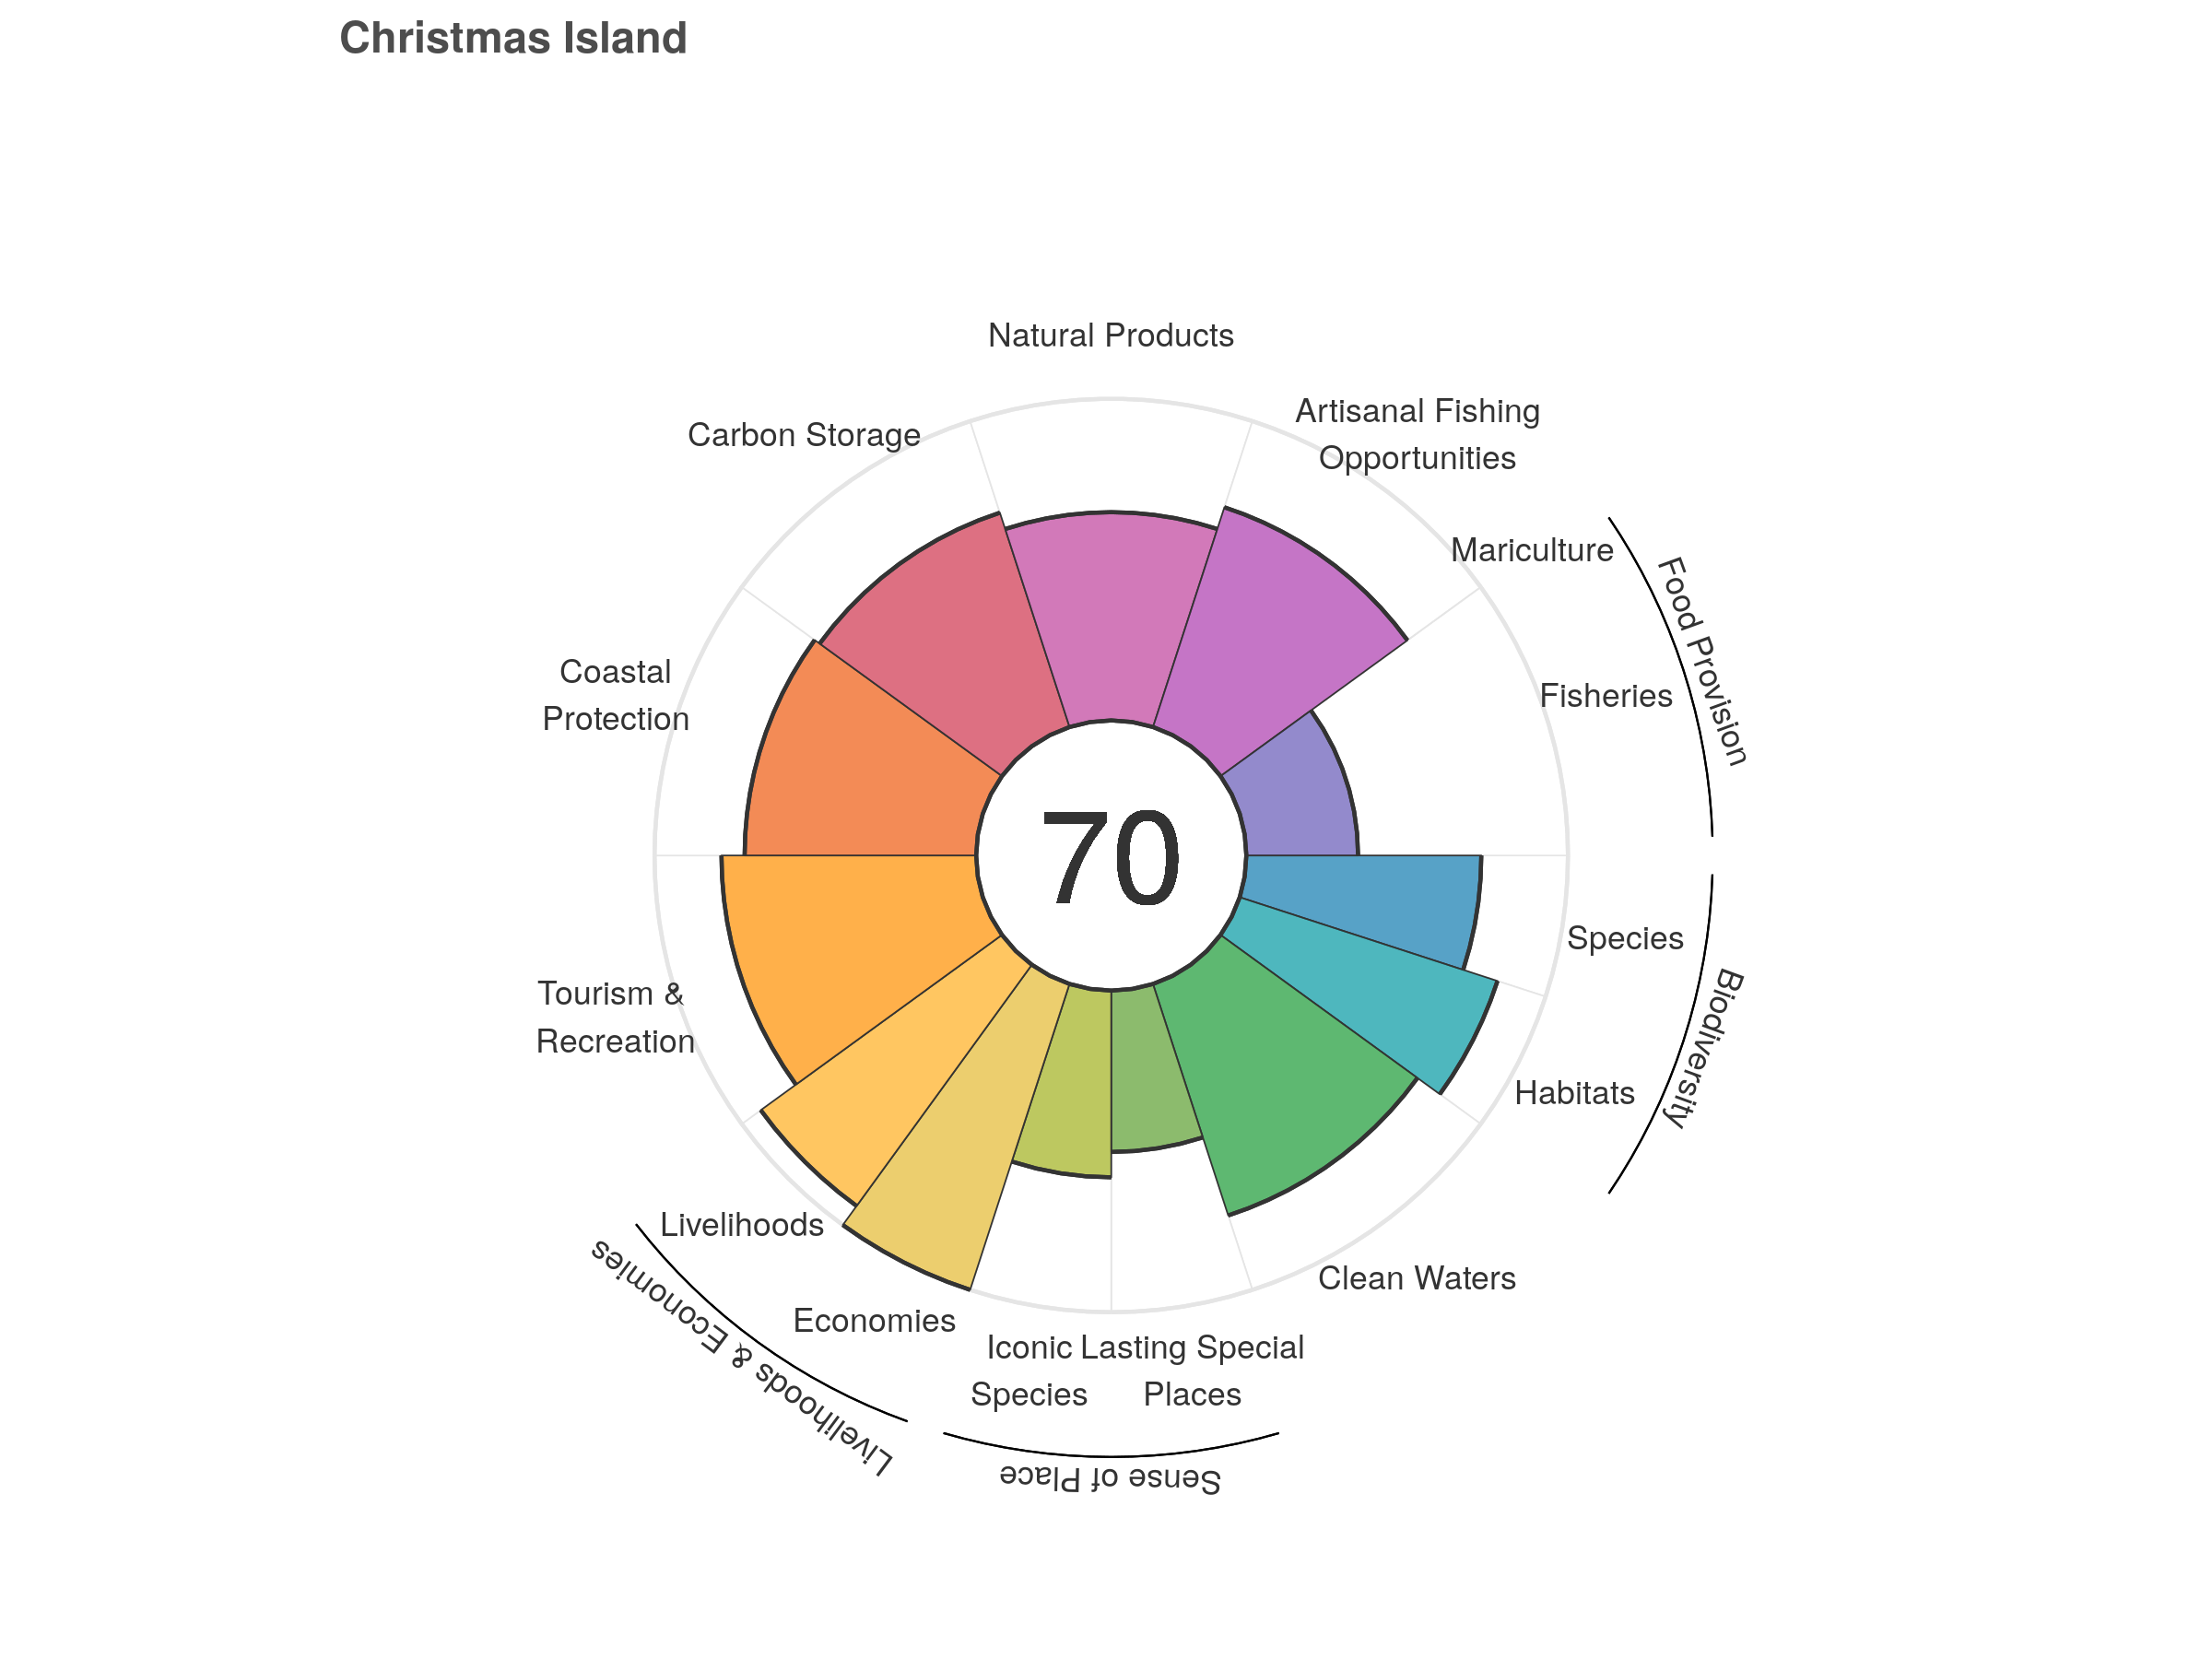 Christmas Island
Natural Products
Artisanal Fishing
Opportunities
Carbon Storage
Mariculture
Food Provision
Fisheries
Coastal
Protection
70
Species
Biodiversity
Tourism &
Recreation
Habitats
Livelihoods
Clean Waters
Economies
Livelihoods & Economies
Iconic
Species
Lasting Special
Places
Sense of Place